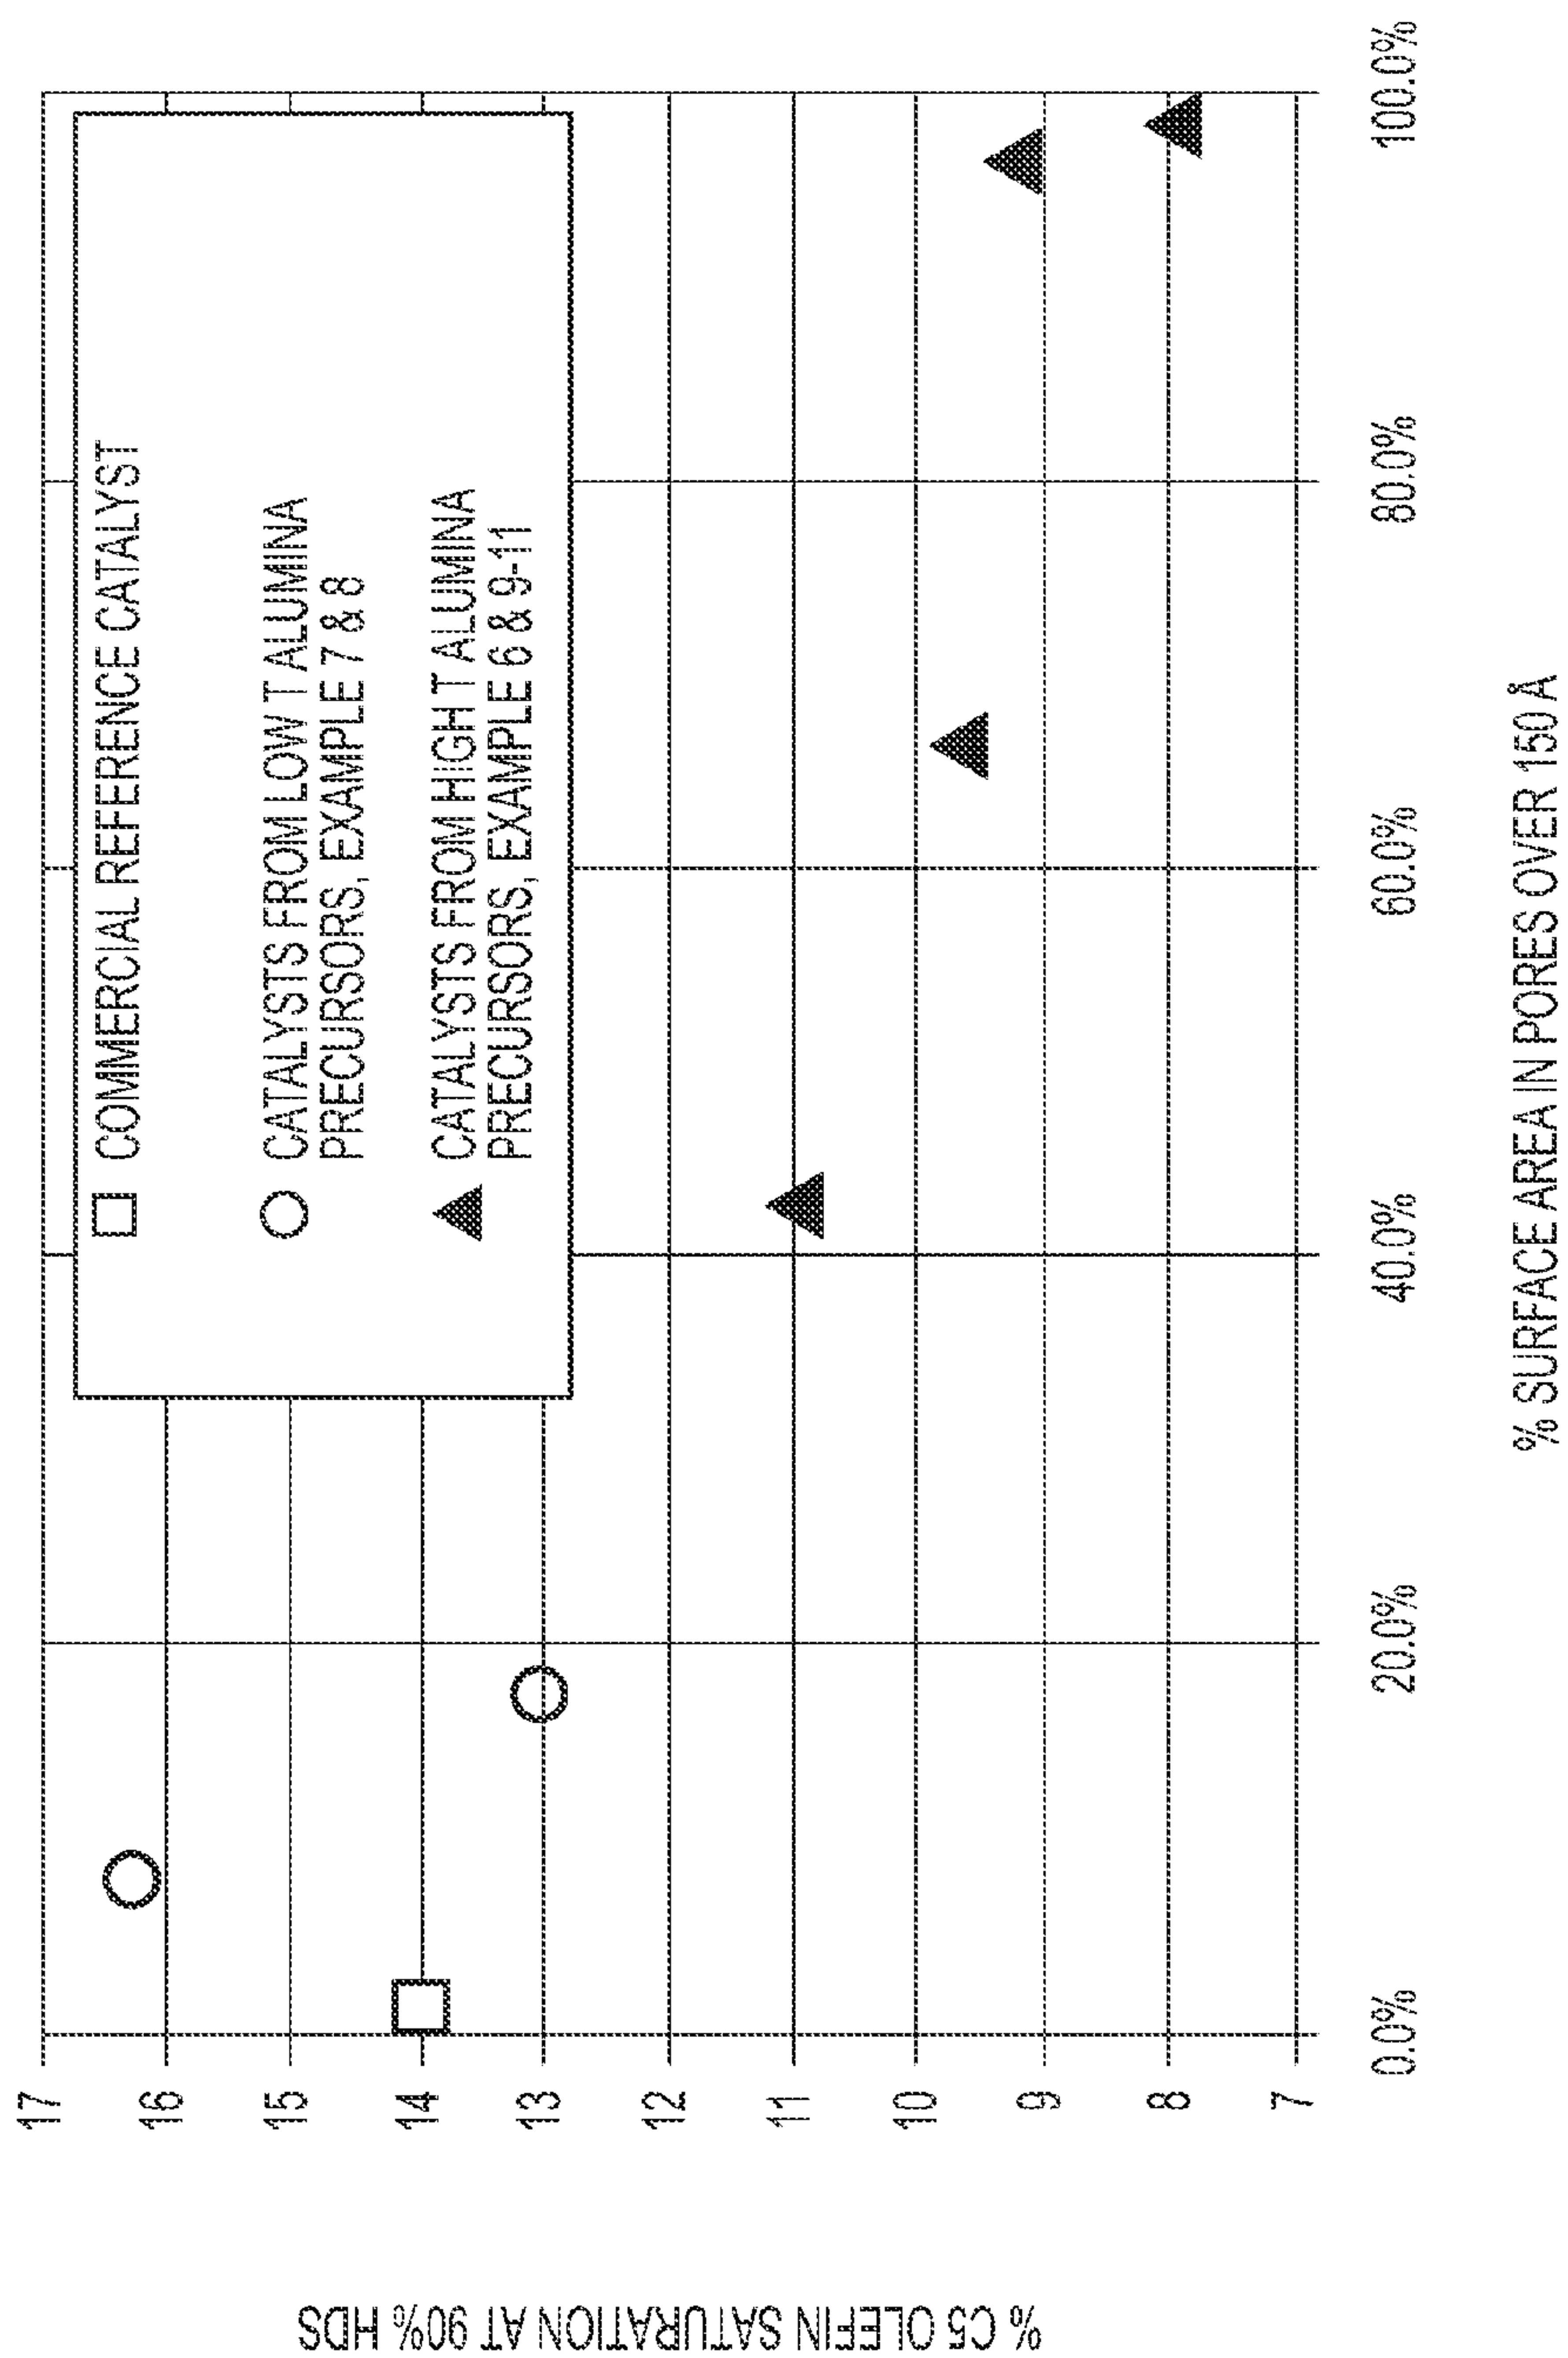 % C5 OLEFIN SATURATION AT 90% HDS
17
16
15
14
13
12
11
10
9
8
7
COMMERCIAL REFERENCE CATALYST
CATALYSTS FROM LOW T ALUMINA
PRECURSORS, EXAMPLE 7 & 8
CATALYSTS FROM HIGH T ALUMINA
PRECURSORS, EXAMPLE 6 & 9-11
0.0%
20.0%
40.0%
60.0%
80.0%
100.0%
% SURFACE AREA IN PORES OVER 150 Å